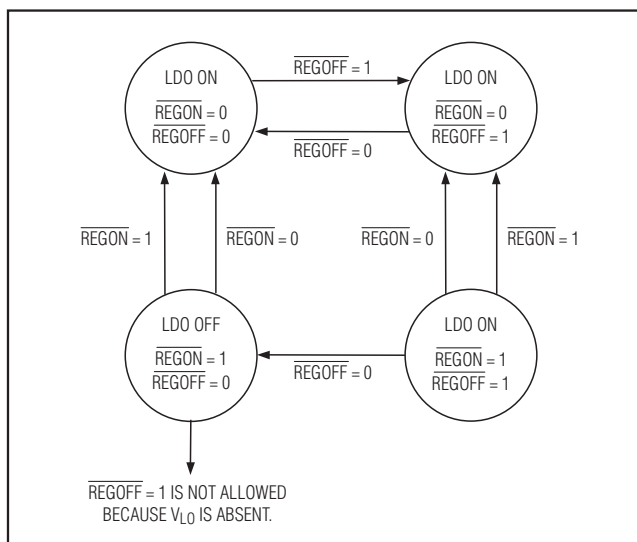 LDO ON
REGON = 0
REGOFF = 0
REGOFF = 1
LDO ON
REGON = 0
REGOFF = 1
REGOFF = 0
REGON = 1
REGON = 0
REGON = 0
REGON = 1
LDO OFF
REGON = 1
REGOFF = 0
REGOFF = 0
LDO ON
REGON = 1
REGOFF = 1
REGOFF = 1 IS NOT ALLOWED
BECAUSE VLO IS ABSENT.